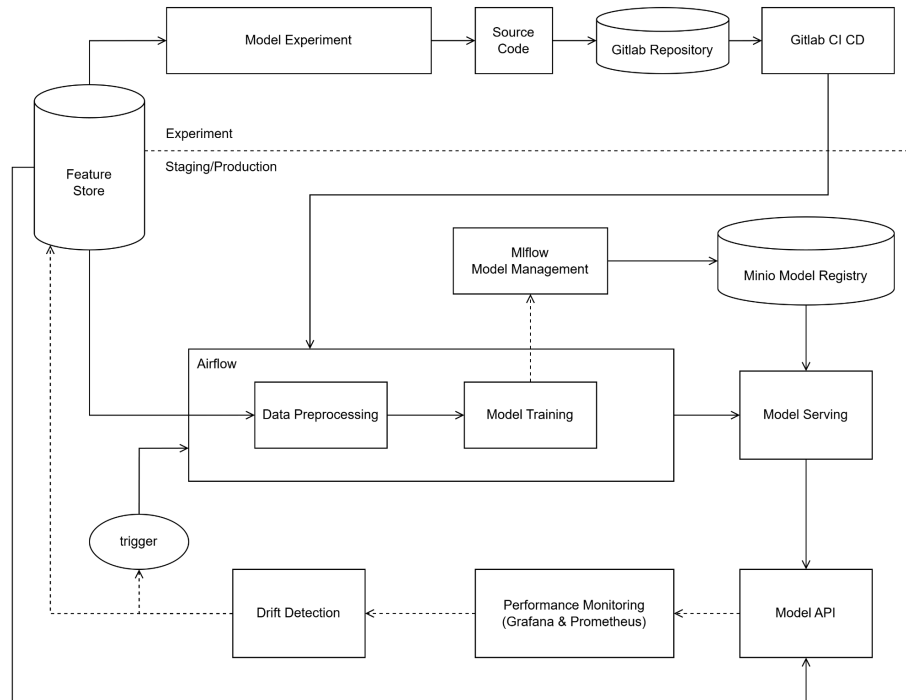 Model Experiment
Source
Code
Gitlab Repository
Gitlab CI CD
Experiment
Staging/Production
Feature
Store
Mlflow
Model Management
Minio Model Registry
Airflow
Data Preprocessing
Model Training
Model Serving
trigger
Drift Detection
Performance Monitoring
(Grafana & Prometheus)
Model API